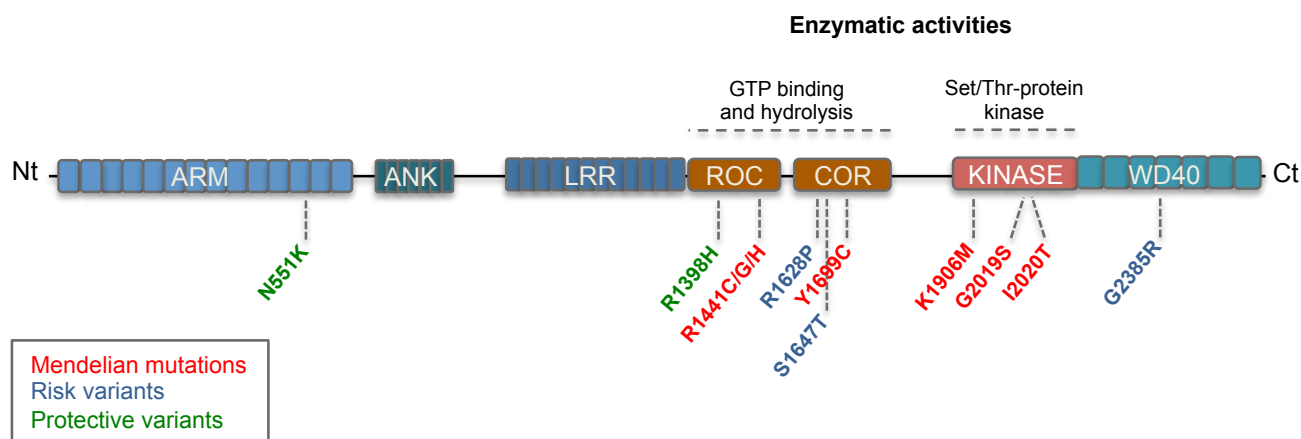 Enzymatic activities
GTP binding
and hydrolysis
Set/Thr-protein
kinase
Nt
ARM
ANK
LRR
ROC
COR
KINASE
WD40
Ct
N551K
R1398H
R1441C/G/H
R1628P
S1647T
Y1699C
K1906M
G2019S
I2020T
G2385R
Mendelian mutations
Risk variants
Protective variants